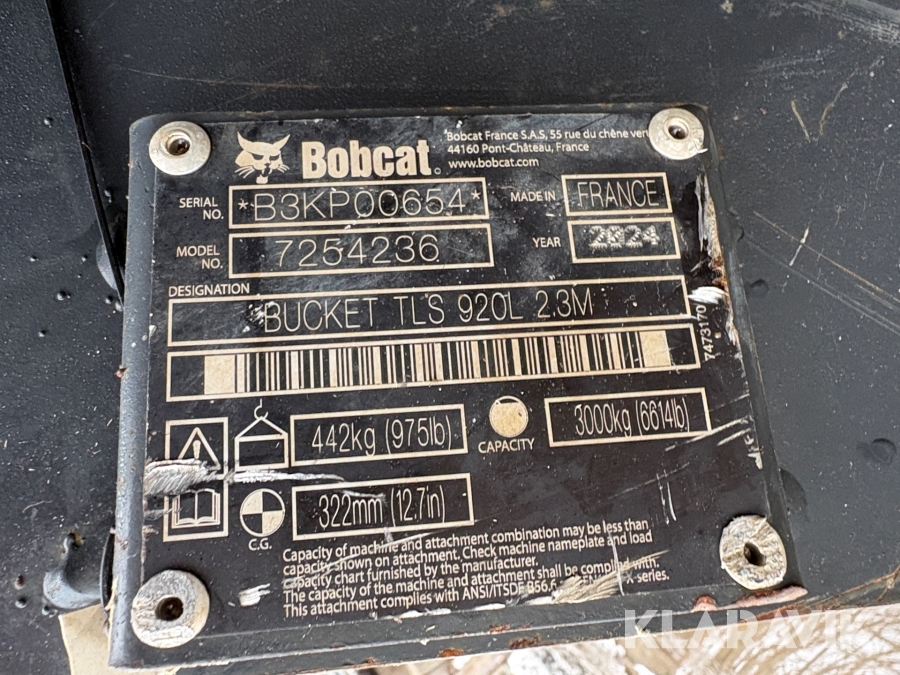 Bobcat®
Bobcat France S.A.S, 55 rue du chêne vert
44160 Pont-Château, France
www.bobcat.com
SERIAL NO. *B3KP00654*
MADE IN FRANCE
MODEL NO. 7254236
YEAR 2024
DESIGNATION
BUCKET TLS 920L 2.3M
7473170
442kg (975lb)
CAPACITY 3000kg (6614lb)
C.G. 322mm (12.7in)
Capacity of machine and attachment combination may be less than
capacity shown on attachment. Check machine nameplate and load
capacity chart furnished by the manufacturer.
The capacity of the machine and attachment shall be complied with.
This attachment complies with ANSI/ITSDF B56.6 series.
KLARAVIK